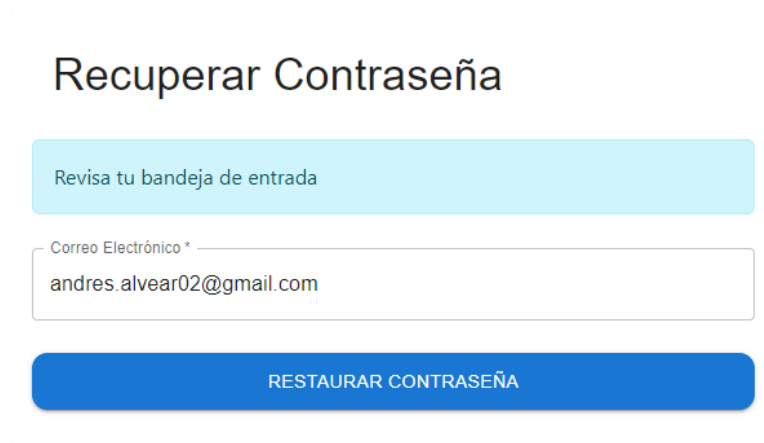 Recuperar Contraseña
Revisa tu bandeja de entrada
Correo Electrónico *
andres.alvear02@gmail.com
RESTAURAR CONTRASEÑA